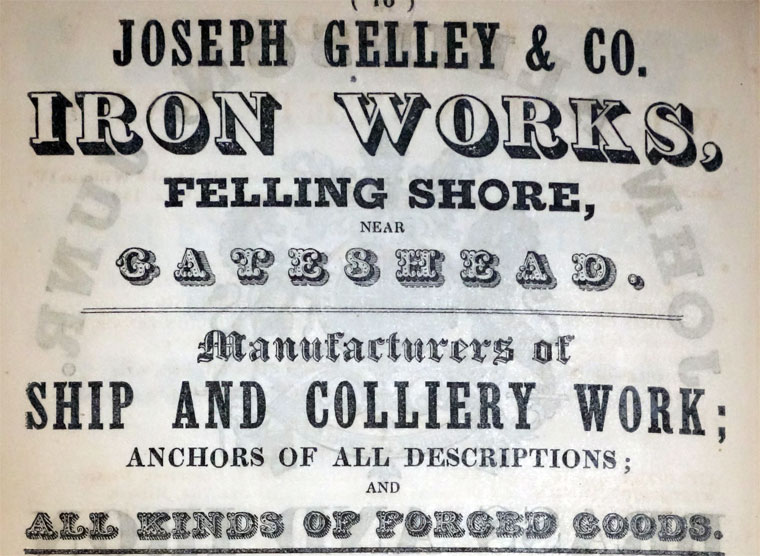 JOSEPH GELLEY & CO.
IRON WORKS,
FELLING SHORE,
NEAR
GATESHEAD.
Manufacturers of
SHIP AND COLLIERY WORK;
ANCHORS OF ALL DESCRIPTIONS;
AND
ALL KINDS OF FORGED GOODS.